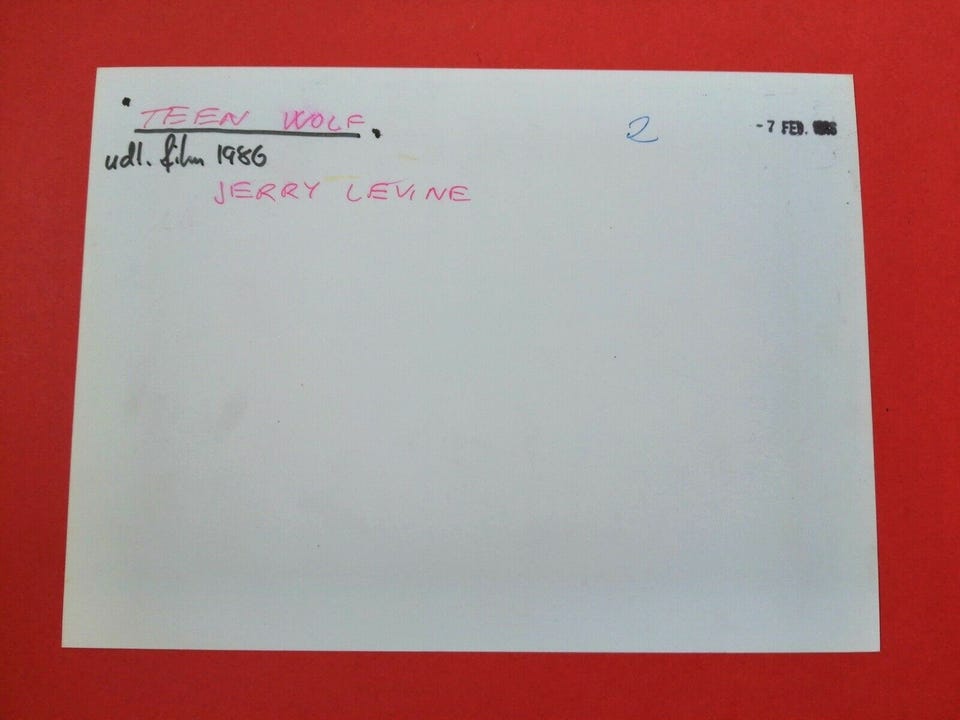 "TEEN WOLF"
udl. film 1986
JERRY LEVINE
2
-7 FEB.